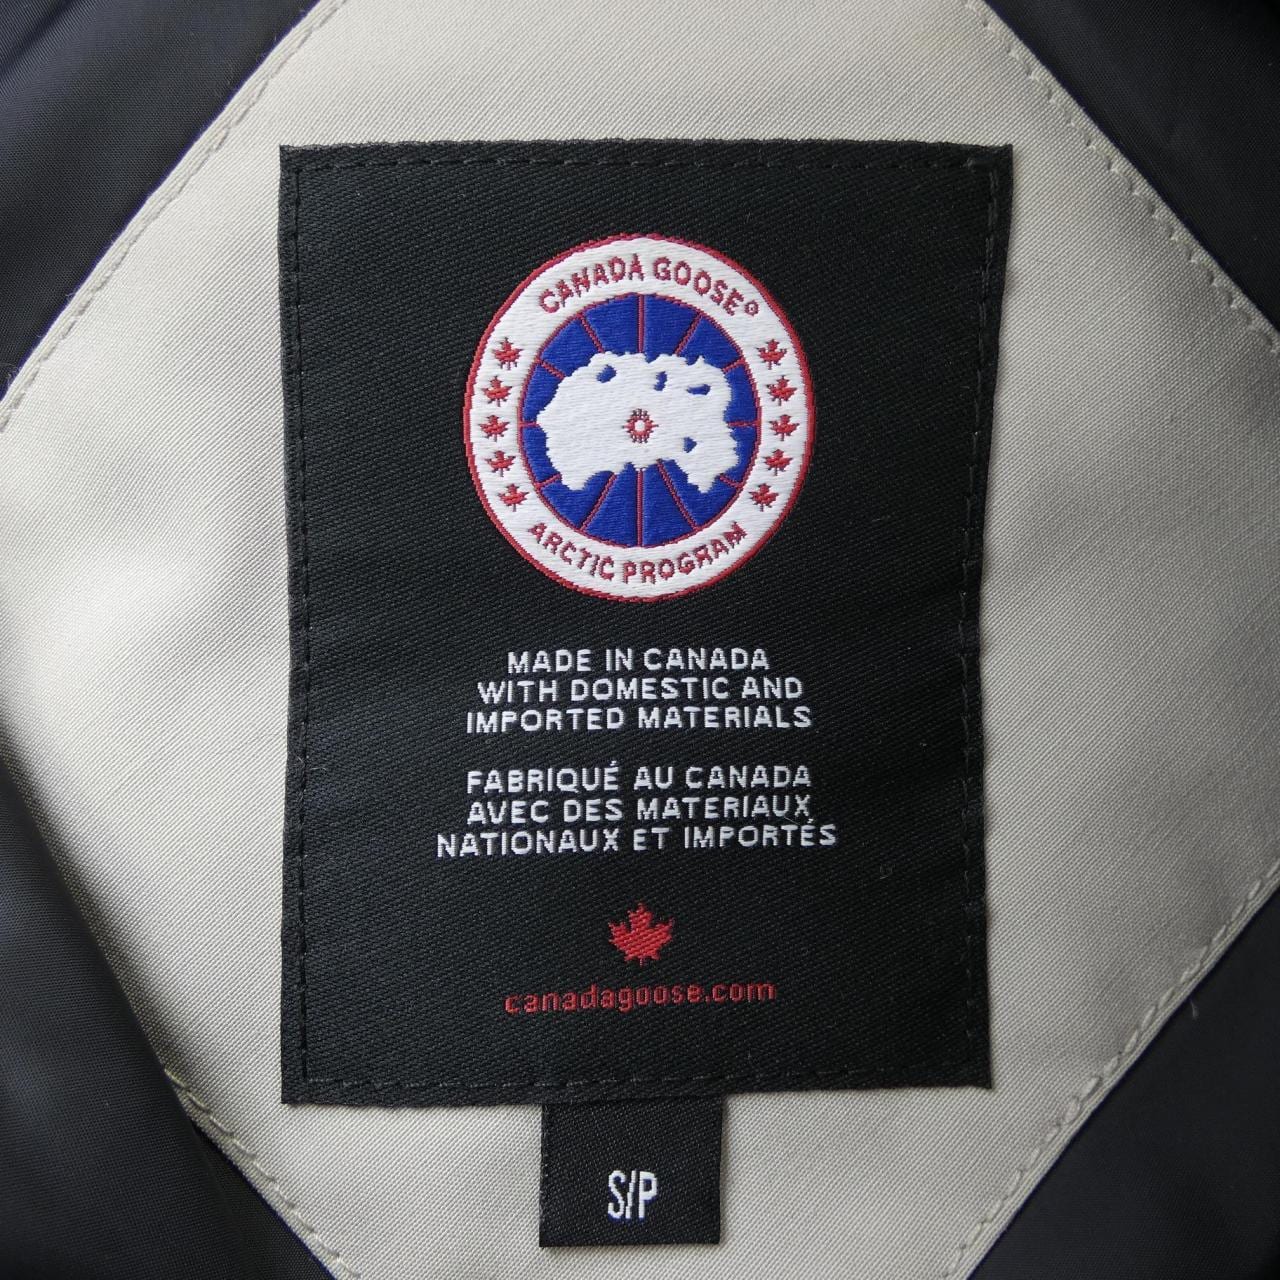 CANADA GOOSE®
ARCTIC PROGRAM
MADE IN CANADA
WITH DOMESTIC AND
IMPORTED MATERIALS
FABRIQUÉ AU CANADA
AVEC DES MATERIAUX
NATIONAUX ET IMPORTÉS
canadagoose.com
S/P